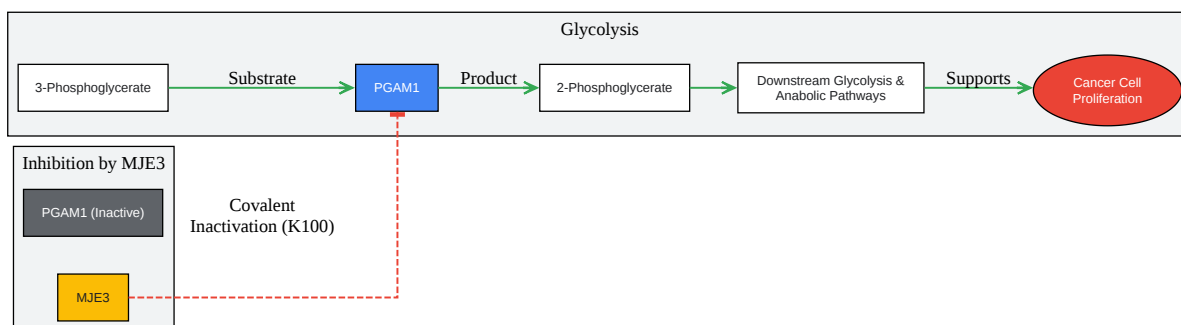 Glycolysis
3-Phosphoglycerate
Substrate
PGAM1
Product
2-Phosphoglycerate
Downstream Glycolysis &
Anabolic Pathways
Supports
Cancer Cell
Proliferation
Inhibition by MJE3
PGAM1 (Inactive)
Covalent
Inactivation (K100)
MJE3